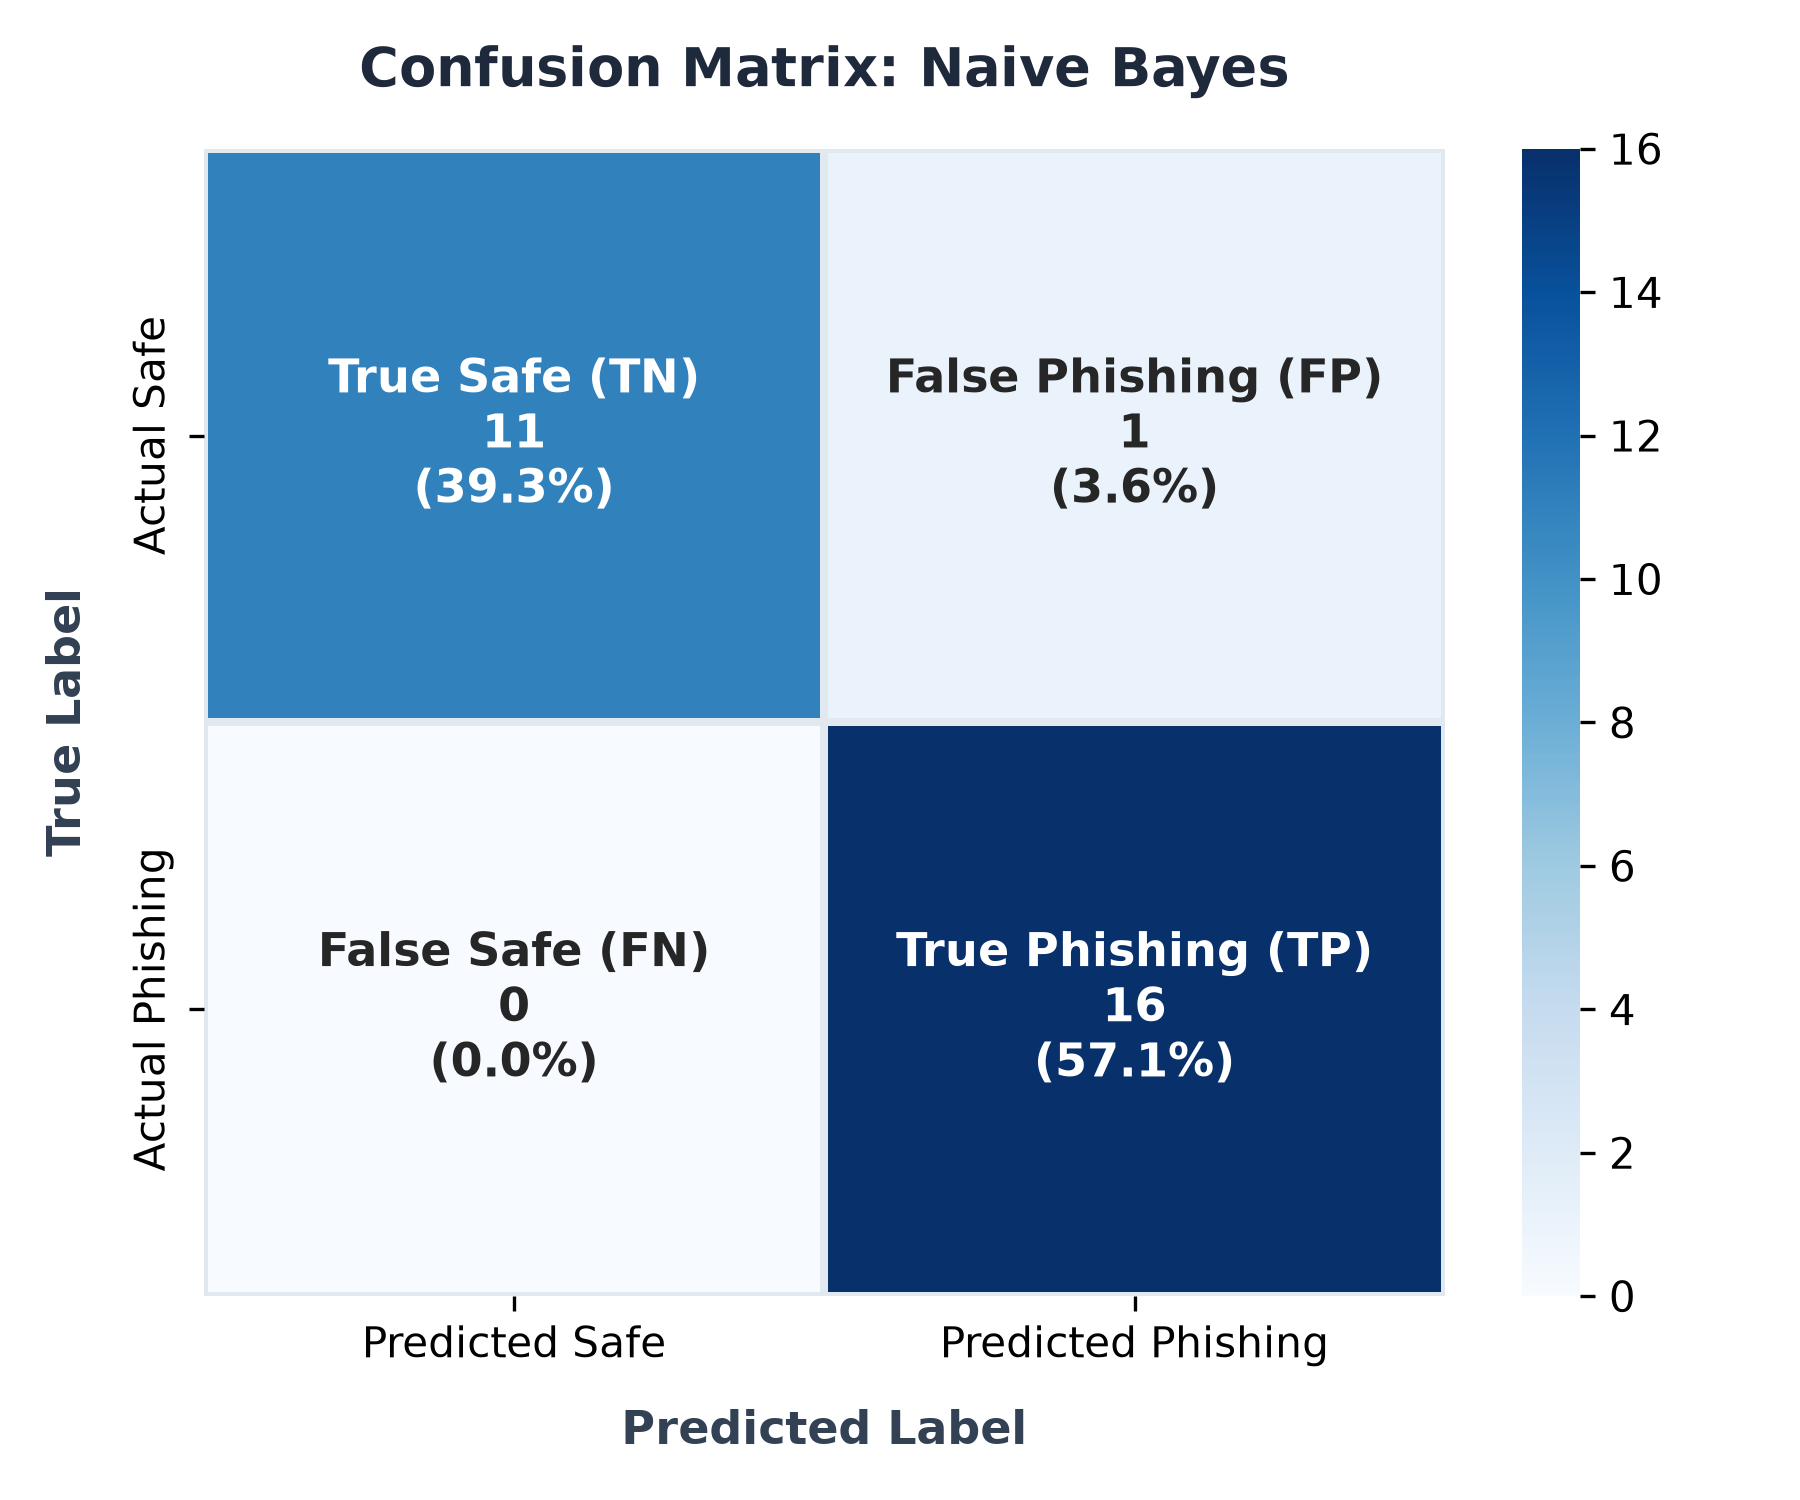 Confusion Matrix: Naive Bayes
True Label
Actual Safe
Actual Phishing
True Safe (TN)
11
(39.3%)
False Phishing (FP)
1
(3.6%)
False Safe (FN)
0
(0.0%)
True Phishing (TP)
16
(57.1%)
Predicted Safe
Predicted Phishing
Predicted Label
16
14
12
10
8
6
4
2
0